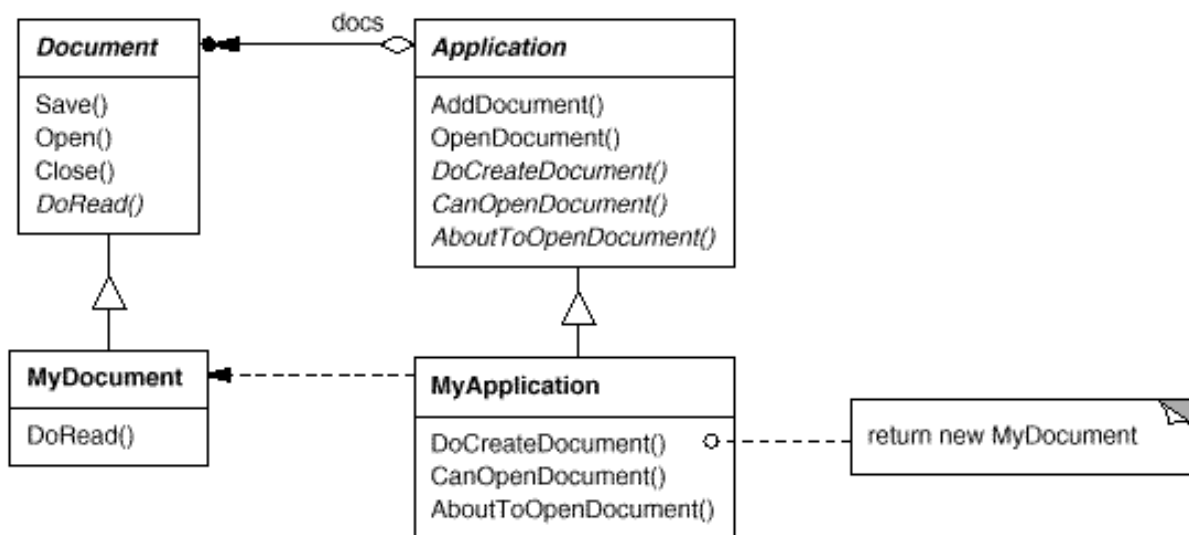 docs
Document
Save()
Open()
Close()
DoRead()
Application
AddDocument()
OpenDocument()
DoCreateDocument()
CanOpenDocument()
AboutToOpenDocument()
MyDocument
DoRead()
MyApplication
DoCreateDocument()
CanOpenDocument()
AboutToOpenDocument()
return new MyDocument